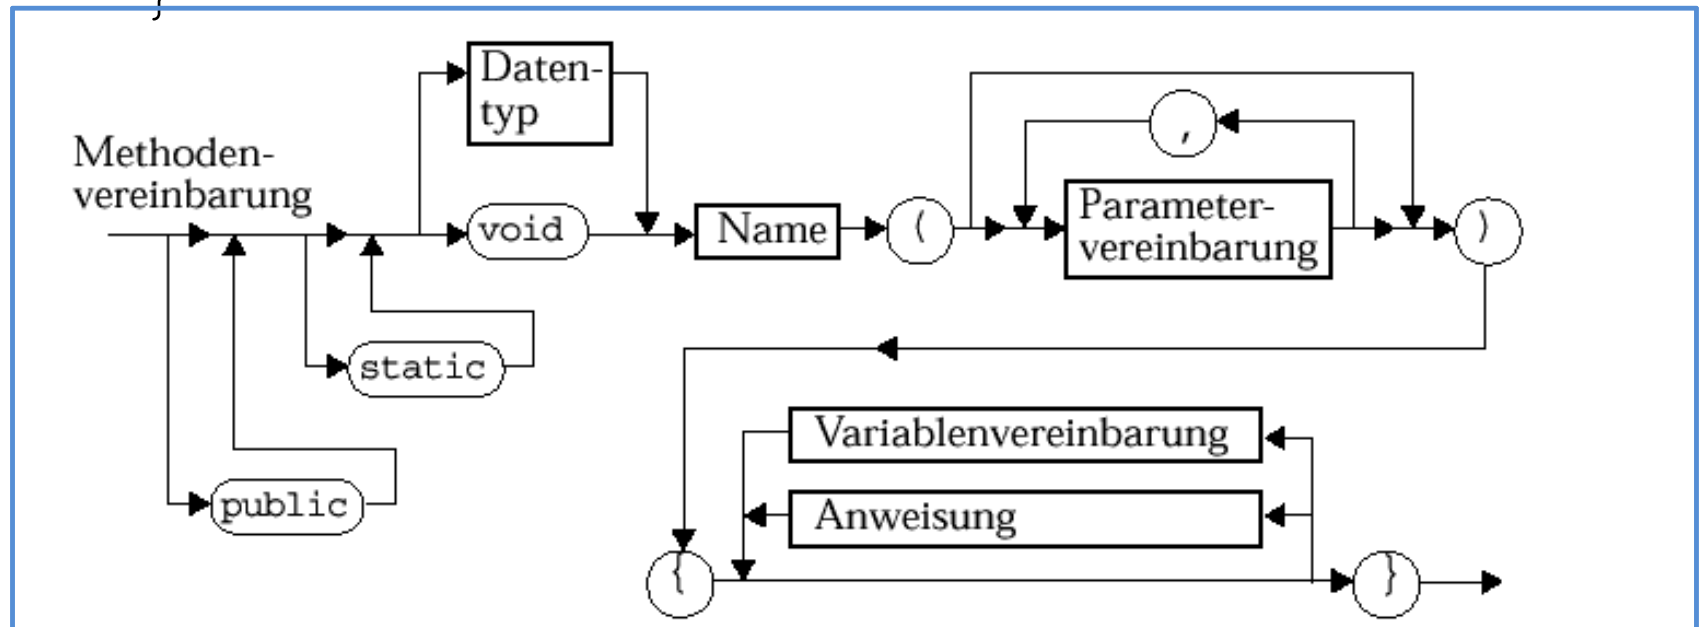 Methoden-
vereinbarung
public
static
Daten-
typ
void
Name
(
,
Parameter-
vereinbarung
)
{
Variablenvereinbarung
Anweisung
}